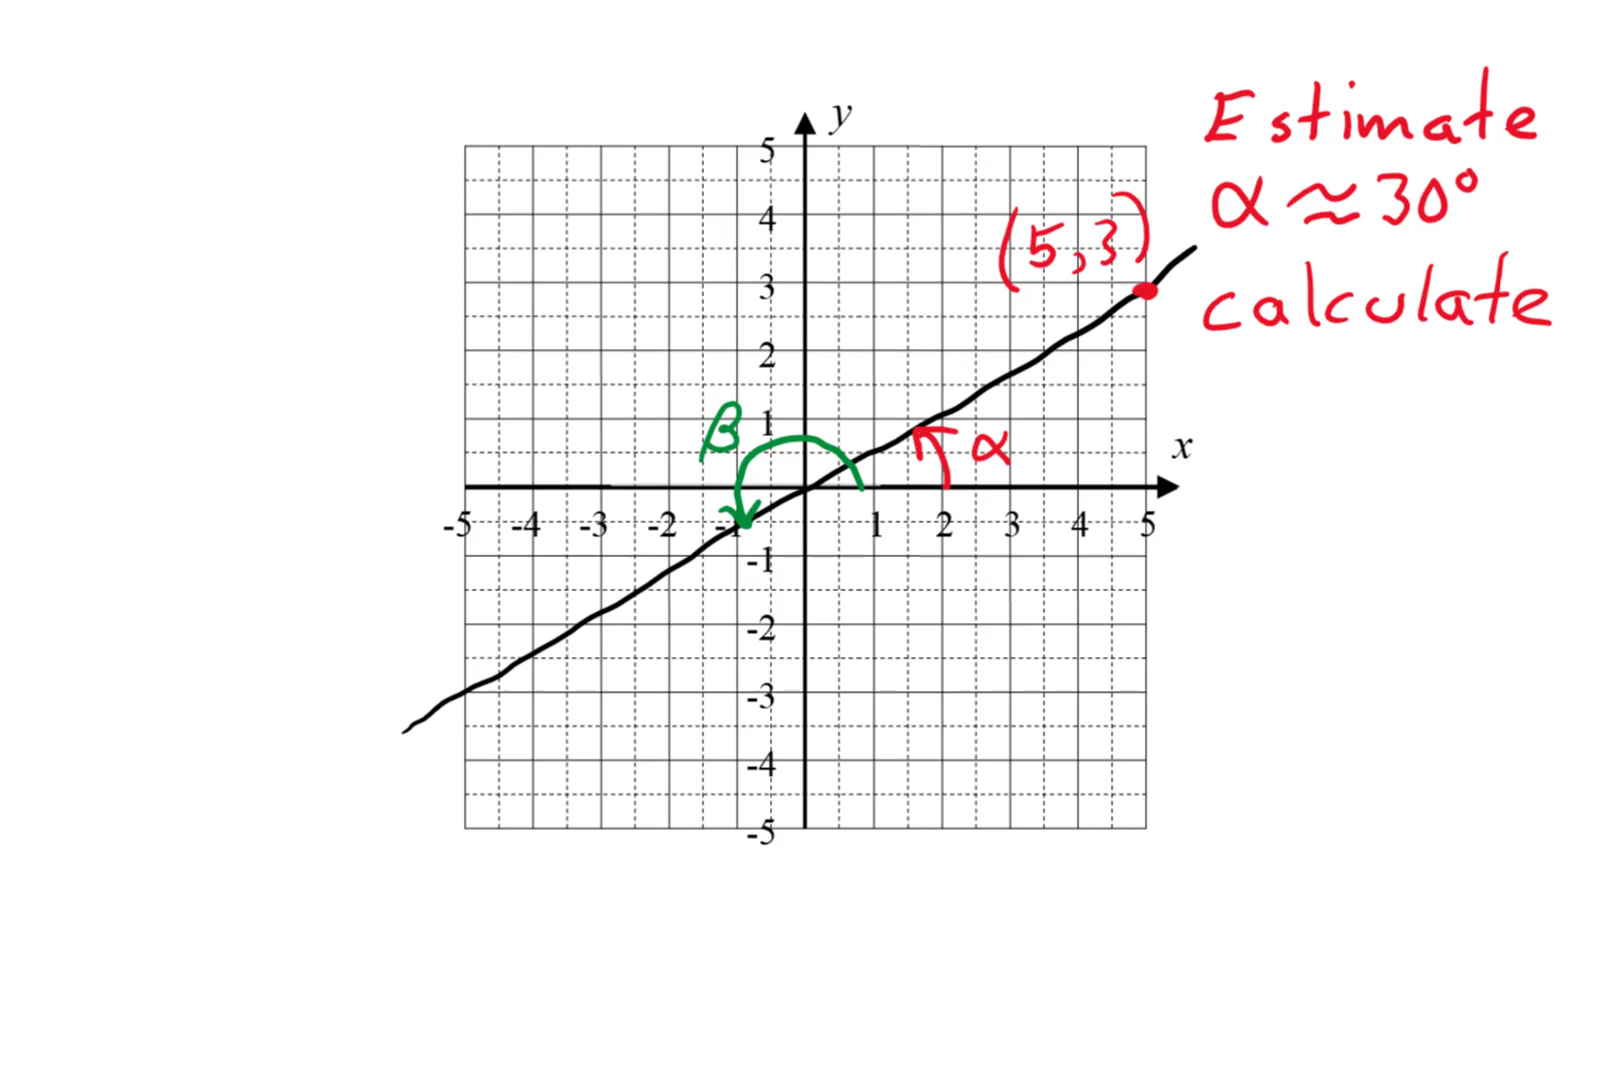 y
Estimate
α ≈ 30°
calculate
(5,3)
5
4
3
2
1
β
α
x
-5 -4 -3 -2 -1 1 2 3 4 5
-1
-2
-3
-4
-5